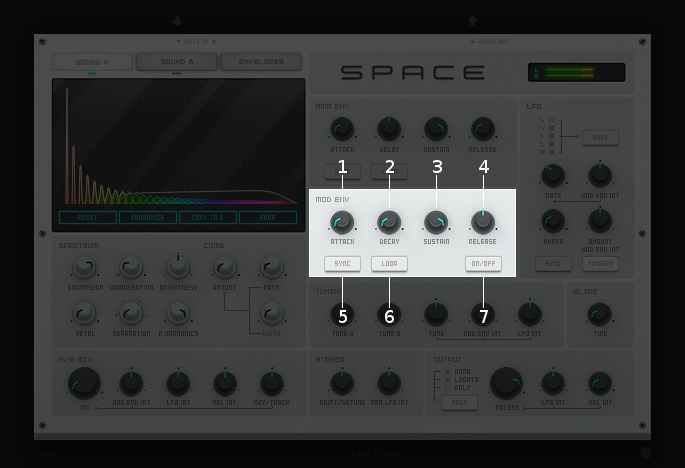 NOTE IN
AUDIO OUT
SOUND A
SOUND B
ENVELOPES
SPACE
L
R
RESET
RANDOMIZE
COPY TO B
SWAP
AMP ENV
ATTACK
DECAY
SUSTAIN
RELEASE
1
2
3
4
MOD ENV
ATTACK
DECAY
SUSTAIN
RELEASE
SYNC
LOOP
ON/OFF
5
6
7
LFO
WAVE
RATE
MOD ENV INT
PHASE
AMOUNT
MOD ENV INT
SYNC
TRIGGER
SPECTRUM
COMB
DISPERSION
VAPORISATION
BRIGHTNESS
AMOUNT
RATE
METAL
SEPARATION
N.HARMONICS
WIDTH
TUNING
TUNE A
TUNE B
TUNE
MOD ENV INT
LFO INT
GLIDE
TIME
A/B MIX
MIX
MOD ENV INT
LFO INT
VEL INT
KEY-TRACK
STEREO
SHIFT/DETUNE
PAN LFO INT
OUTPUT
MONO
LEGATO
POLY
MODE
VOLUME
LFO INT
VEL INT